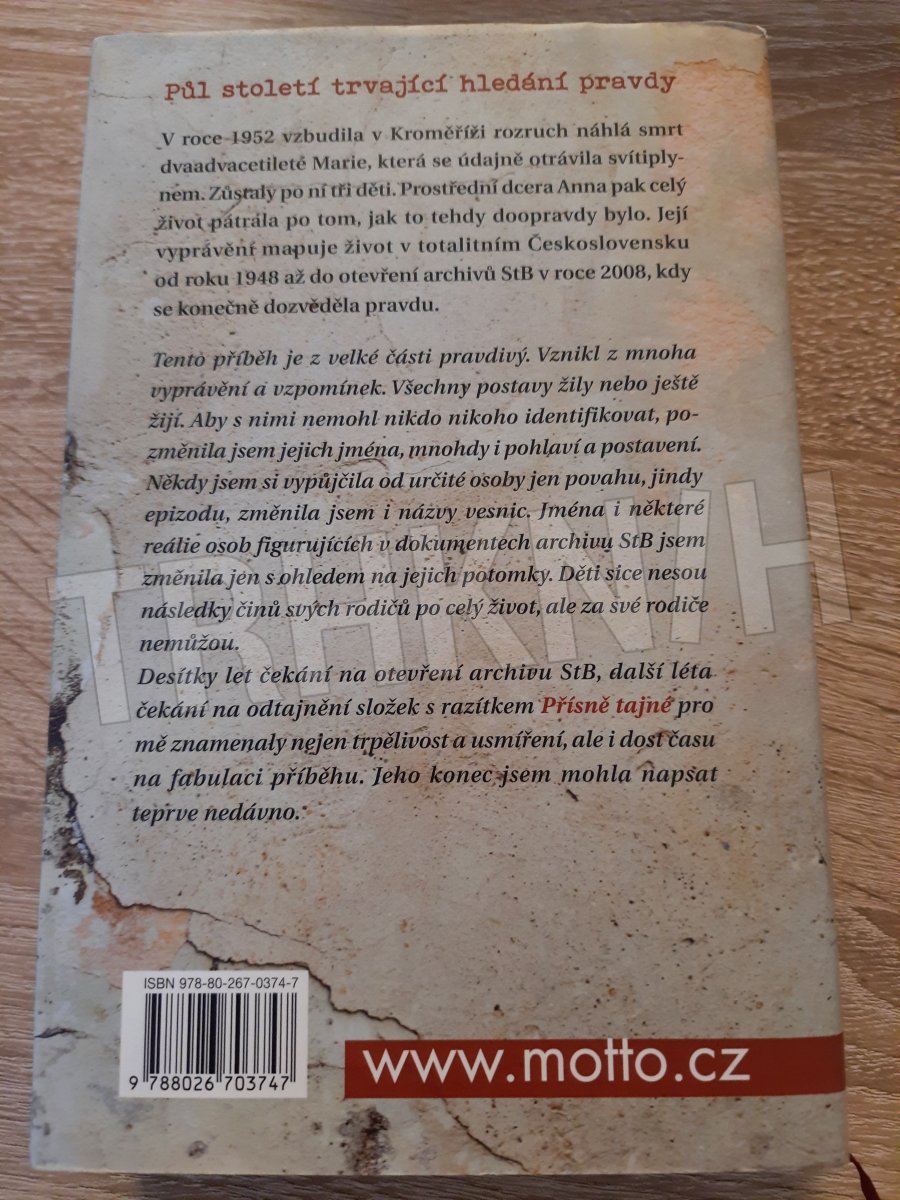 Půl století trvající hledání pravdy
V roce 1952 vzbudila v Kroměříži rozruch náhlá smrt
dvaadvacetileté Marie, která se údajně otrávila svítiply-
nem. Zůstaly po ní tři děti. Prostřední dcera Anna pak celý
život pátrala po tom, jak to tehdy doopravdy bylo. Její
vyprávění mapuje život v totalitním Československu
od roku 1948 až do otevření archivů StB v roce 2008, kdy
se konečně dozvěděla pravdu.
Tento příběh je z velké části pravdivý. Vznikl z mnoha
vyprávění a vzpomínek. Všechny postavy žily nebo ještě
žijí. Aby s nimi nemohl nikdo nikoho identifikovat, po-
změnila jsem jejich jména, mnohdy i pohlaví a postavení.
Někdy jsem si vypůjčila od určité osoby jen povahu, jindy
epizodu, změnila jsem i názvy vesnic. Jména i některé
reálie osob figurujících v dokumentech archivu StB jsem
změnila jen s ohledem na jejich potomky. Děti sice nesou
následky činů svých rodičů po celý život, ale za své rodiče
nemůžou.
Desítky let čekání na otevření archivu StB, další léta
čekání na odtajnění složek s razítkem Přísně tajné pro
mě znamenaly nejen trpělivost a usmíření, ale i dost času
na fabulaci příběhu. Jeho konec jsem mohla napsat
teprve nedávno.
TRHKNIH
ISBN 978-80-267-0374-7
9 788026 703747
www.motto.cz